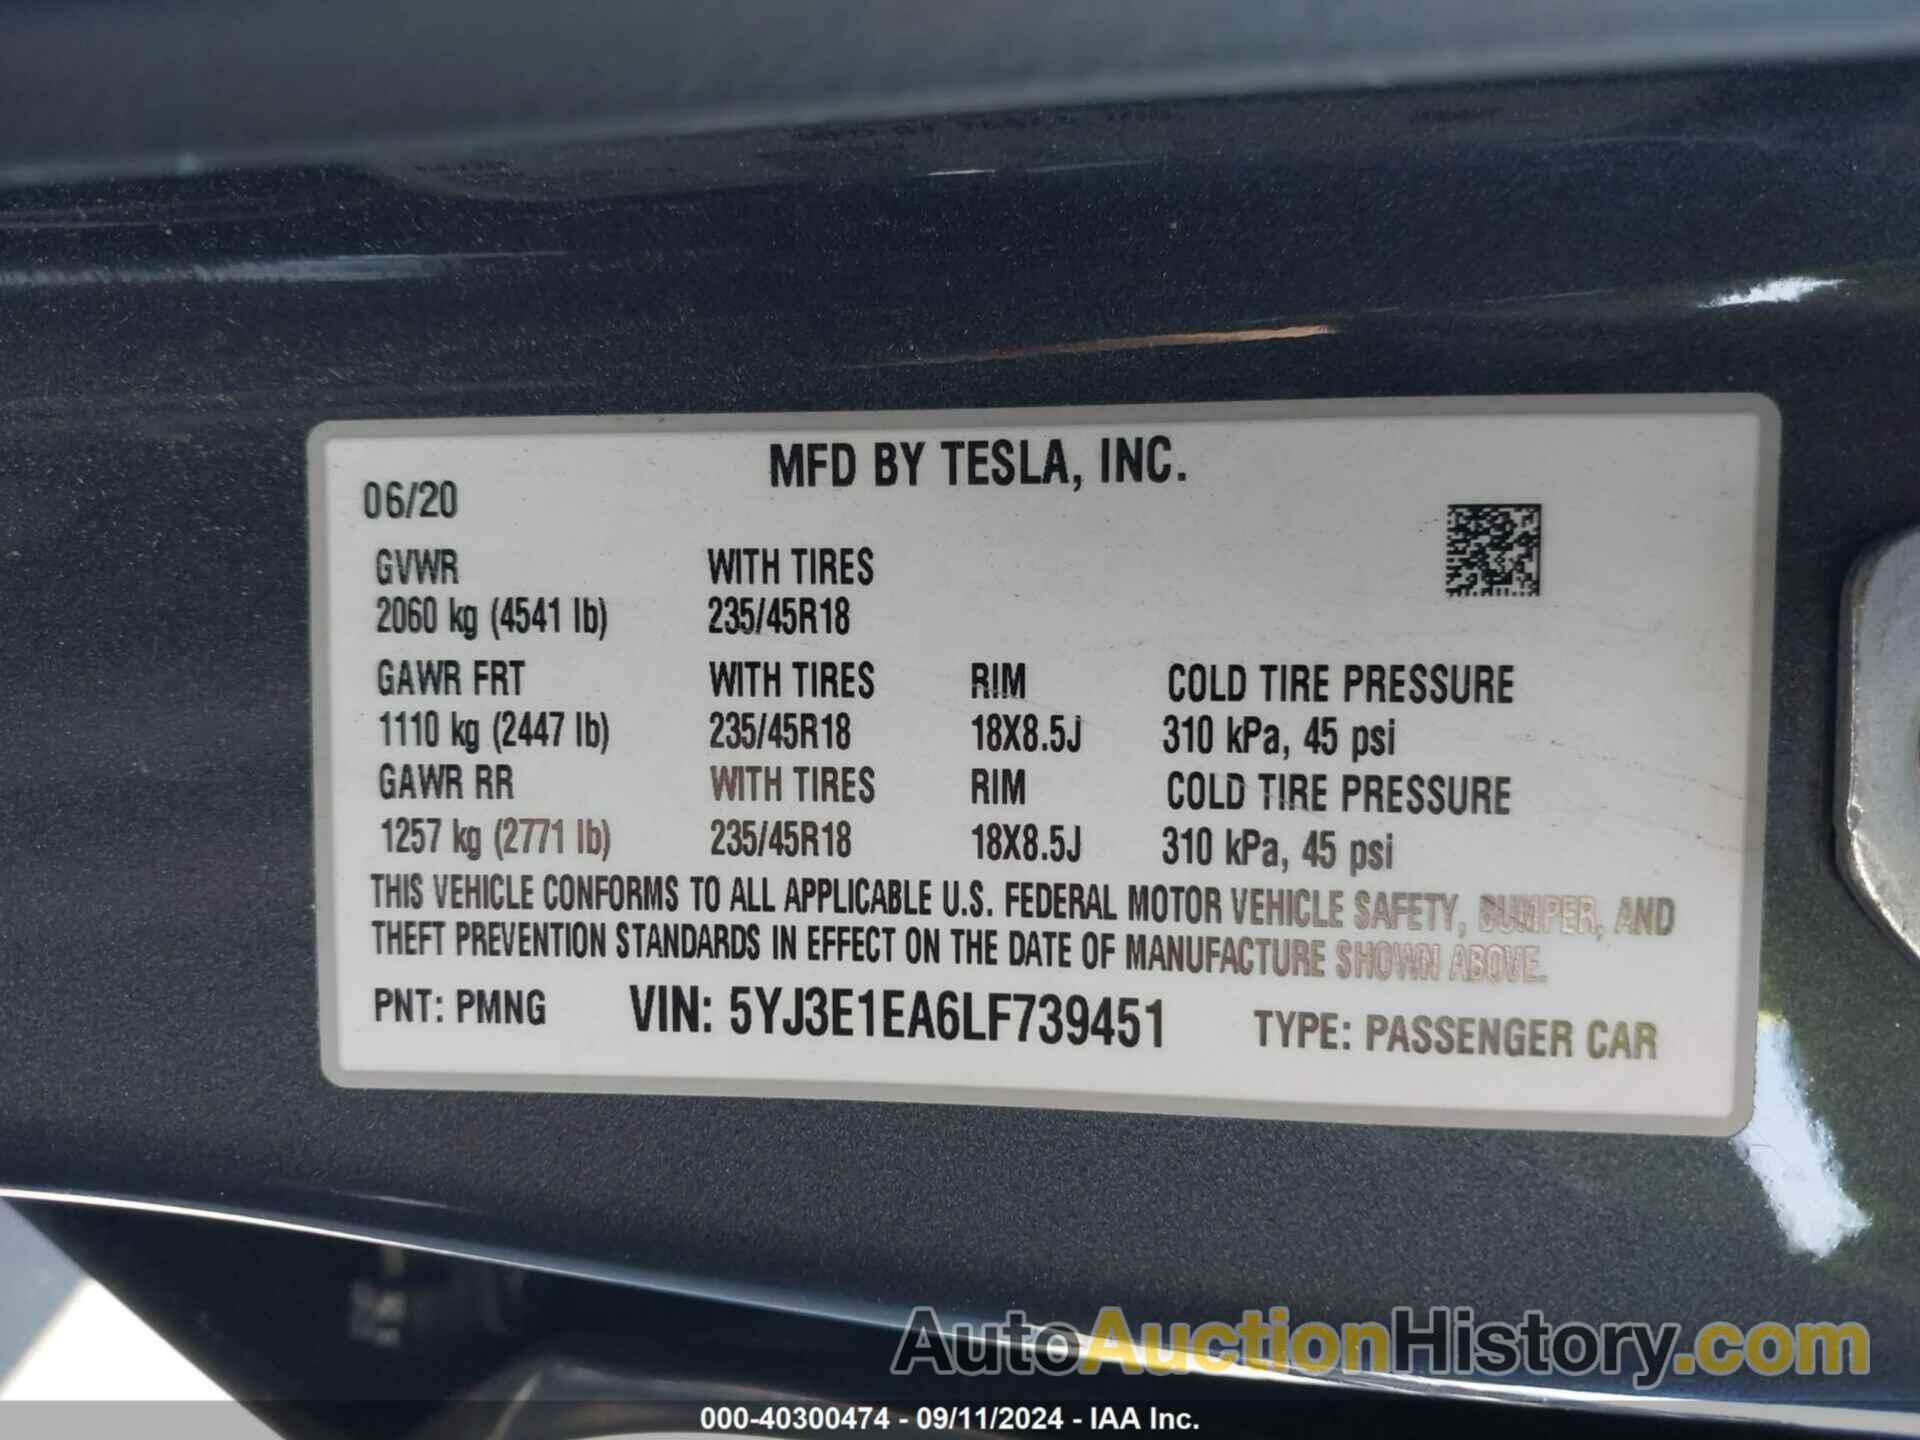 MFD BY TESLA, INC.
06/20
GVWR WITH TIRES
2060 kg (4541 lb) 235/45R18
GAWR FRT WITH TIRES RIM COLD TIRE PRESSURE
1110 kg (2447 lb) 235/45R18 18X8.5J 310 kPa, 45 psi
GAWR RR WITH TIRES RIM COLD TIRE PRESSURE
1257 kg (2771 lb) 235/45R18 18X8.5J 310 kPa, 45 psi
THIS VEHICLE CONFORMS TO ALL APPLICABLE U.S. FEDERAL MOTOR VEHICLE SAFETY, BUMPER, AND
THEFT PREVENTION STANDARDS IN EFFECT ON THE DATE OF MANUFACTURE SHOWN ABOVE.
PNT: PMNG VIN: 5YJ3E1EA6LF739451 TYPE: PASSENGER CAR
AutoAuctionHistory.com
000-40300474 - 09/11/2024 - IAA Inc.